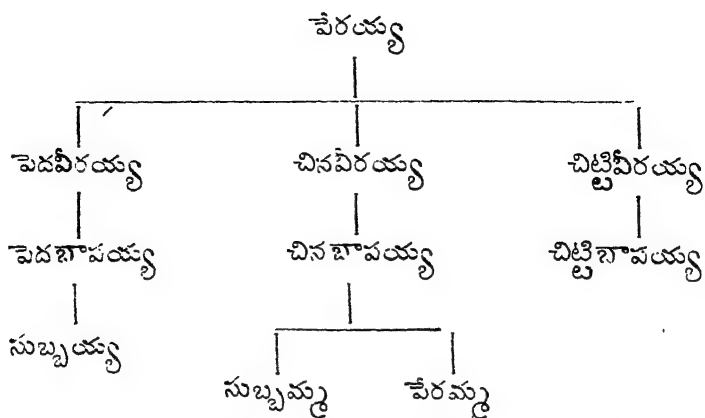 పేరయ్య
పెదవీరయ్య చినవీరయ్య చిట్టివీరయ్య
పెదబాపయ్య చినబాపయ్య చిట్టిబాపయ్య
సుబ్బయ్య
సుబ్బమ్మ పేరమ్మ